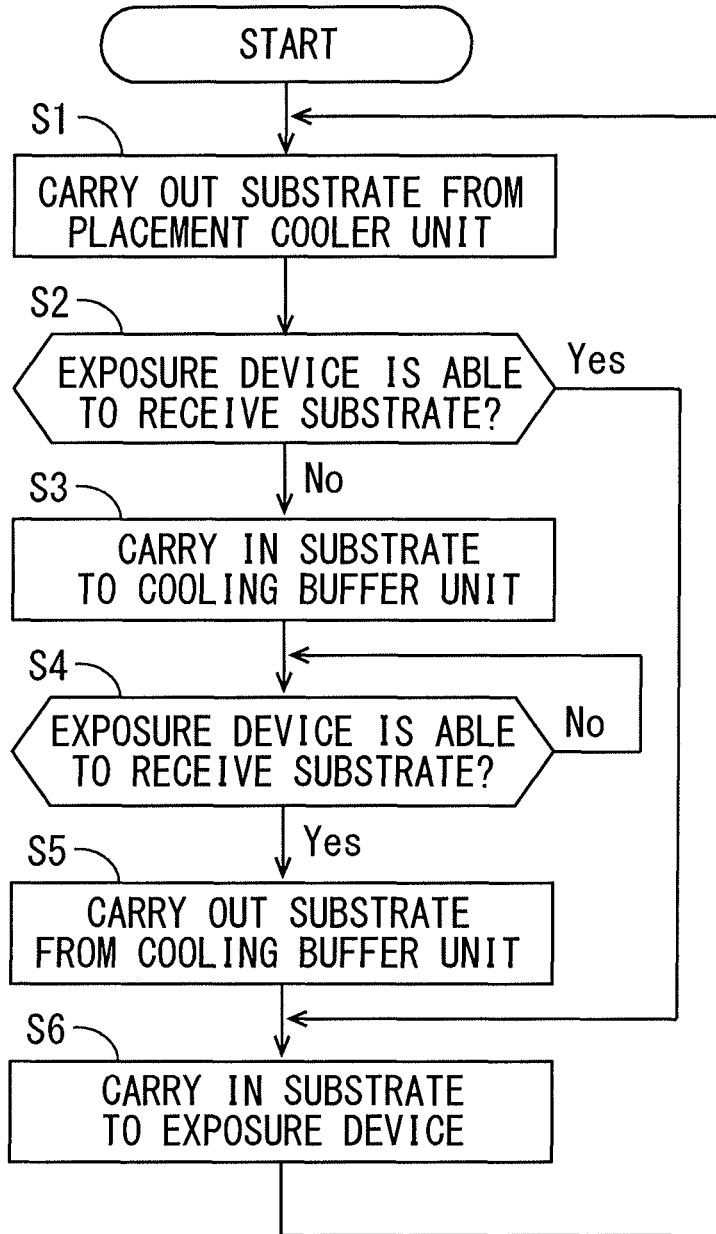 START
S1
CARRY OUT SUBSTRATE FROM
PLACEMENT COOLER UNIT
S2
EXPOSURE DEVICE IS ABLE
TO RECEIVE SUBSTRATE?
Yes
No
S3
CARRY IN SUBSTRATE
TO COOLING BUFFER UNIT
S4
EXPOSURE DEVICE IS ABLE
TO RECEIVE SUBSTRATE?
No
Yes
S5
CARRY OUT SUBSTRATE
FROM COOLING BUFFER UNIT
S6
CARRY IN SUBSTRATE
TO EXPOSURE DEVICE